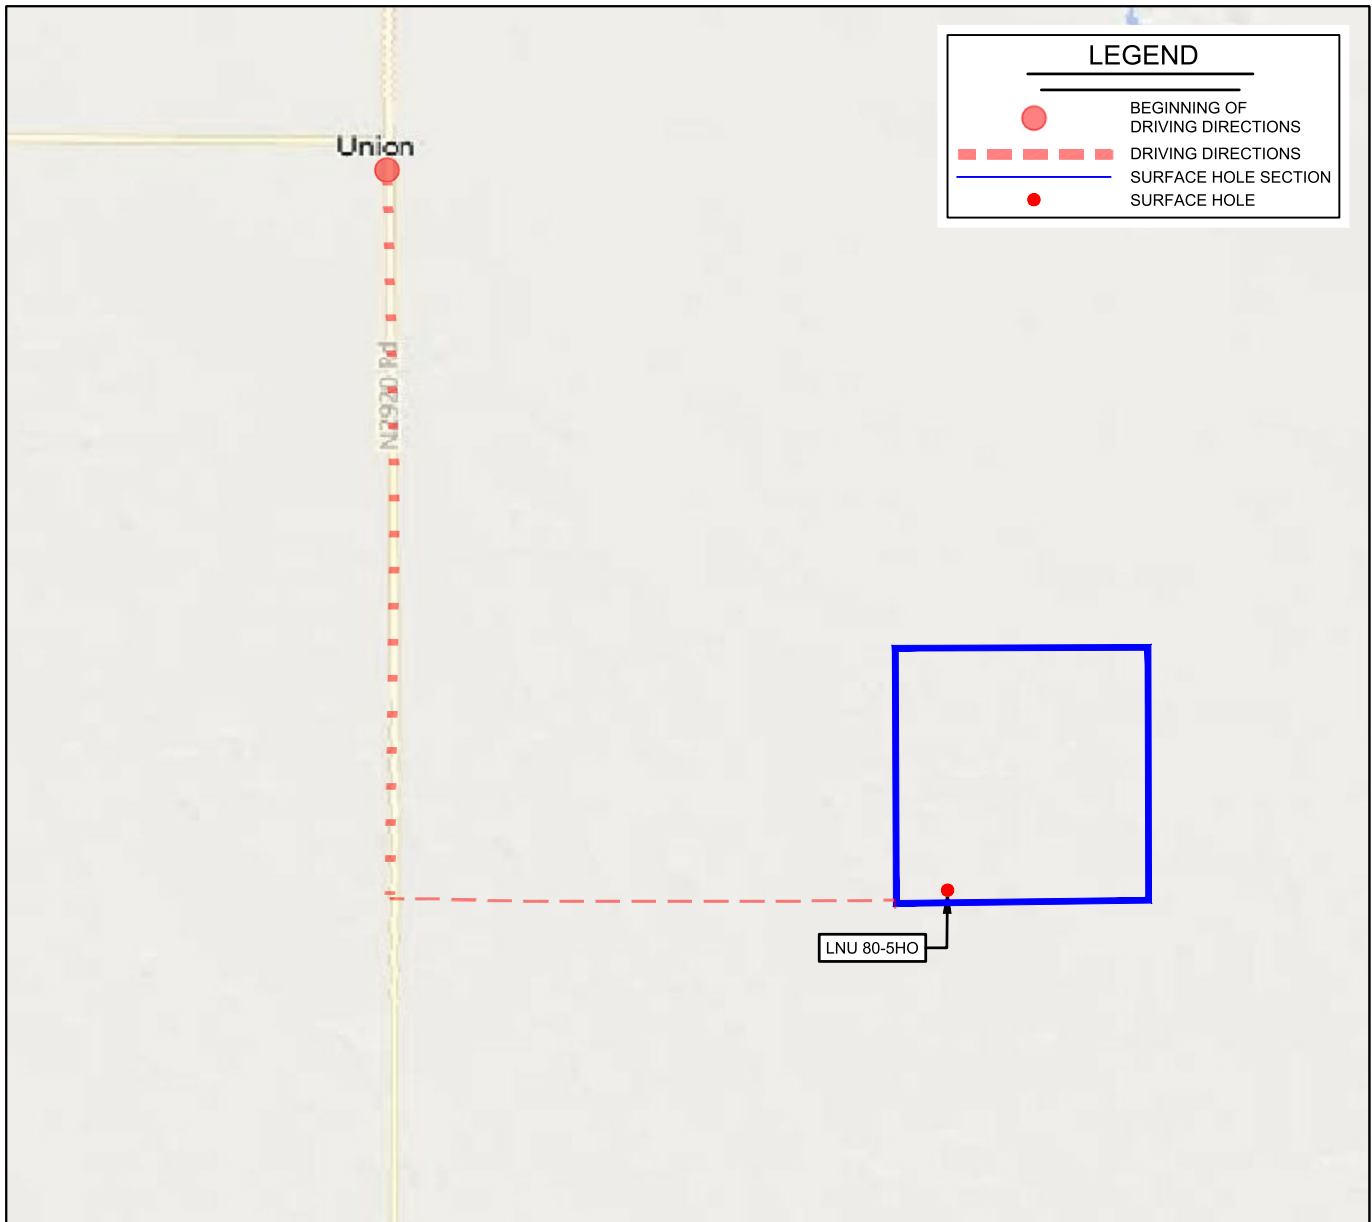 LEGEND
BEGINNING OF
DRIVING DIRECTIONS
DRIVING DIRECTIONS
SURFACE HOLE SECTION
SURFACE HOLE
Union
N2920 Rd
LNU 80-5HO